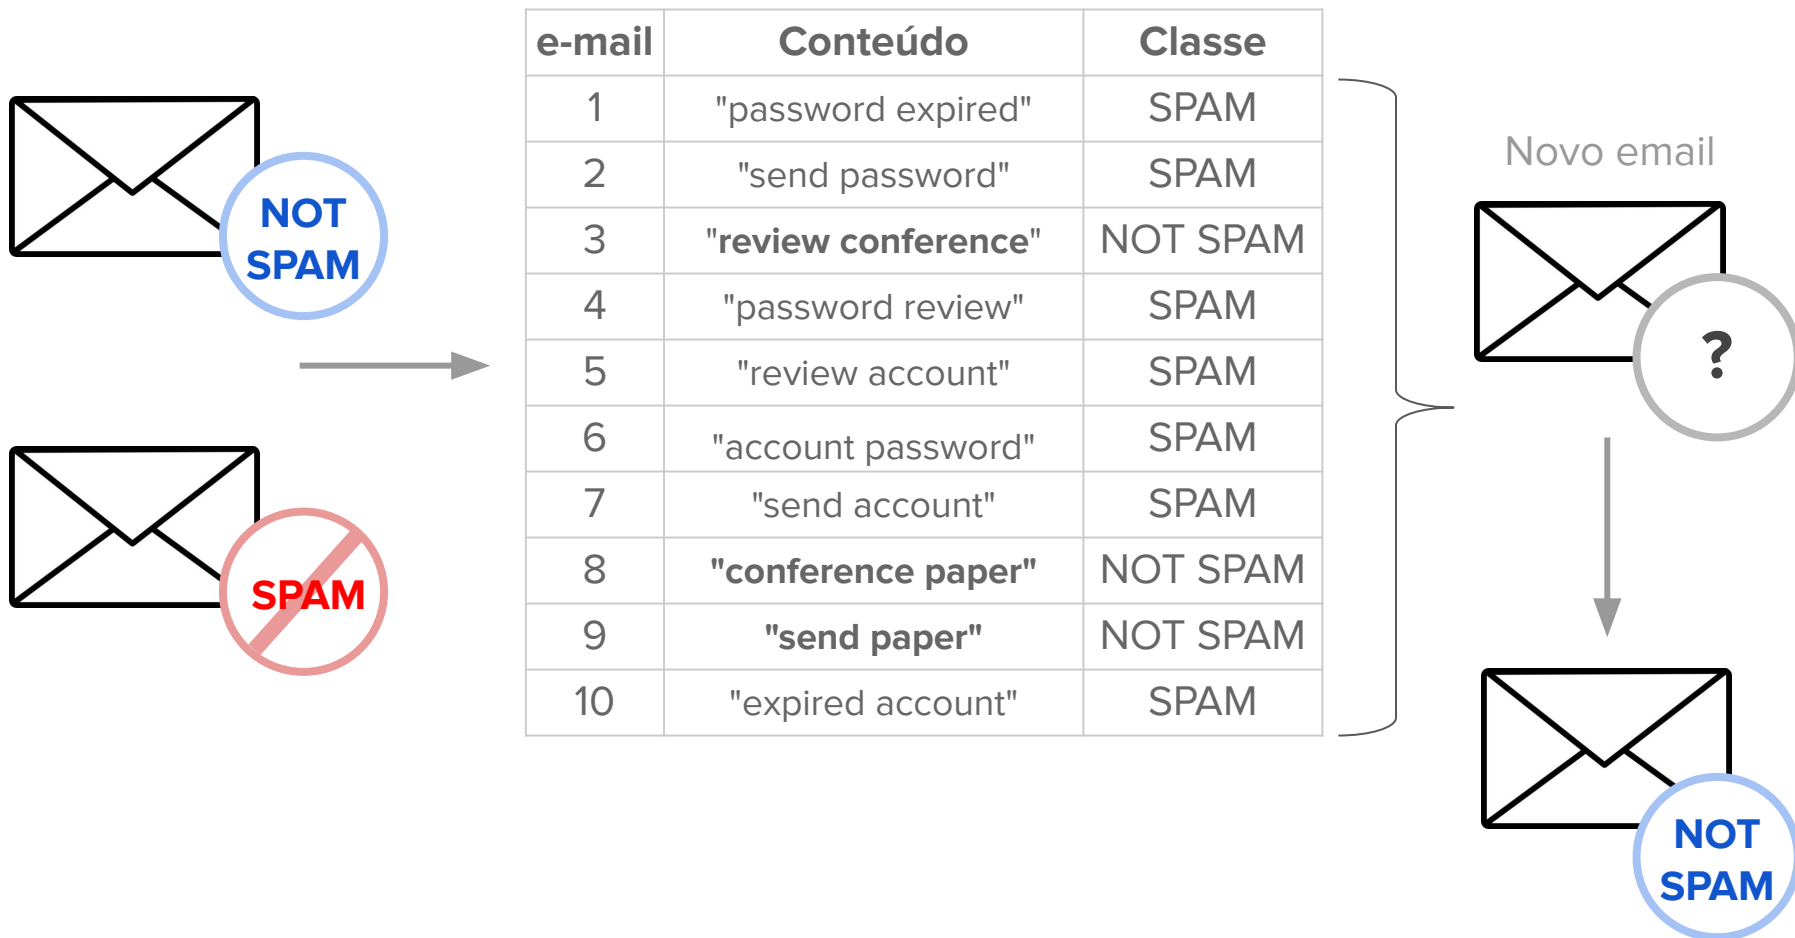 NOT
SPAM
SPAM
e-mail Conteúdo Classe
1 "password expired" SPAM
2 "send password" SPAM
3 "review conference" NOT SPAM
4 "password review" SPAM
5 "review account" SPAM
6 "account password" SPAM
7 "send account" SPAM
8 "conference paper" NOT SPAM
9 "send paper" NOT SPAM
10 "expired account" SPAM
Novo email
?
NOT
SPAM